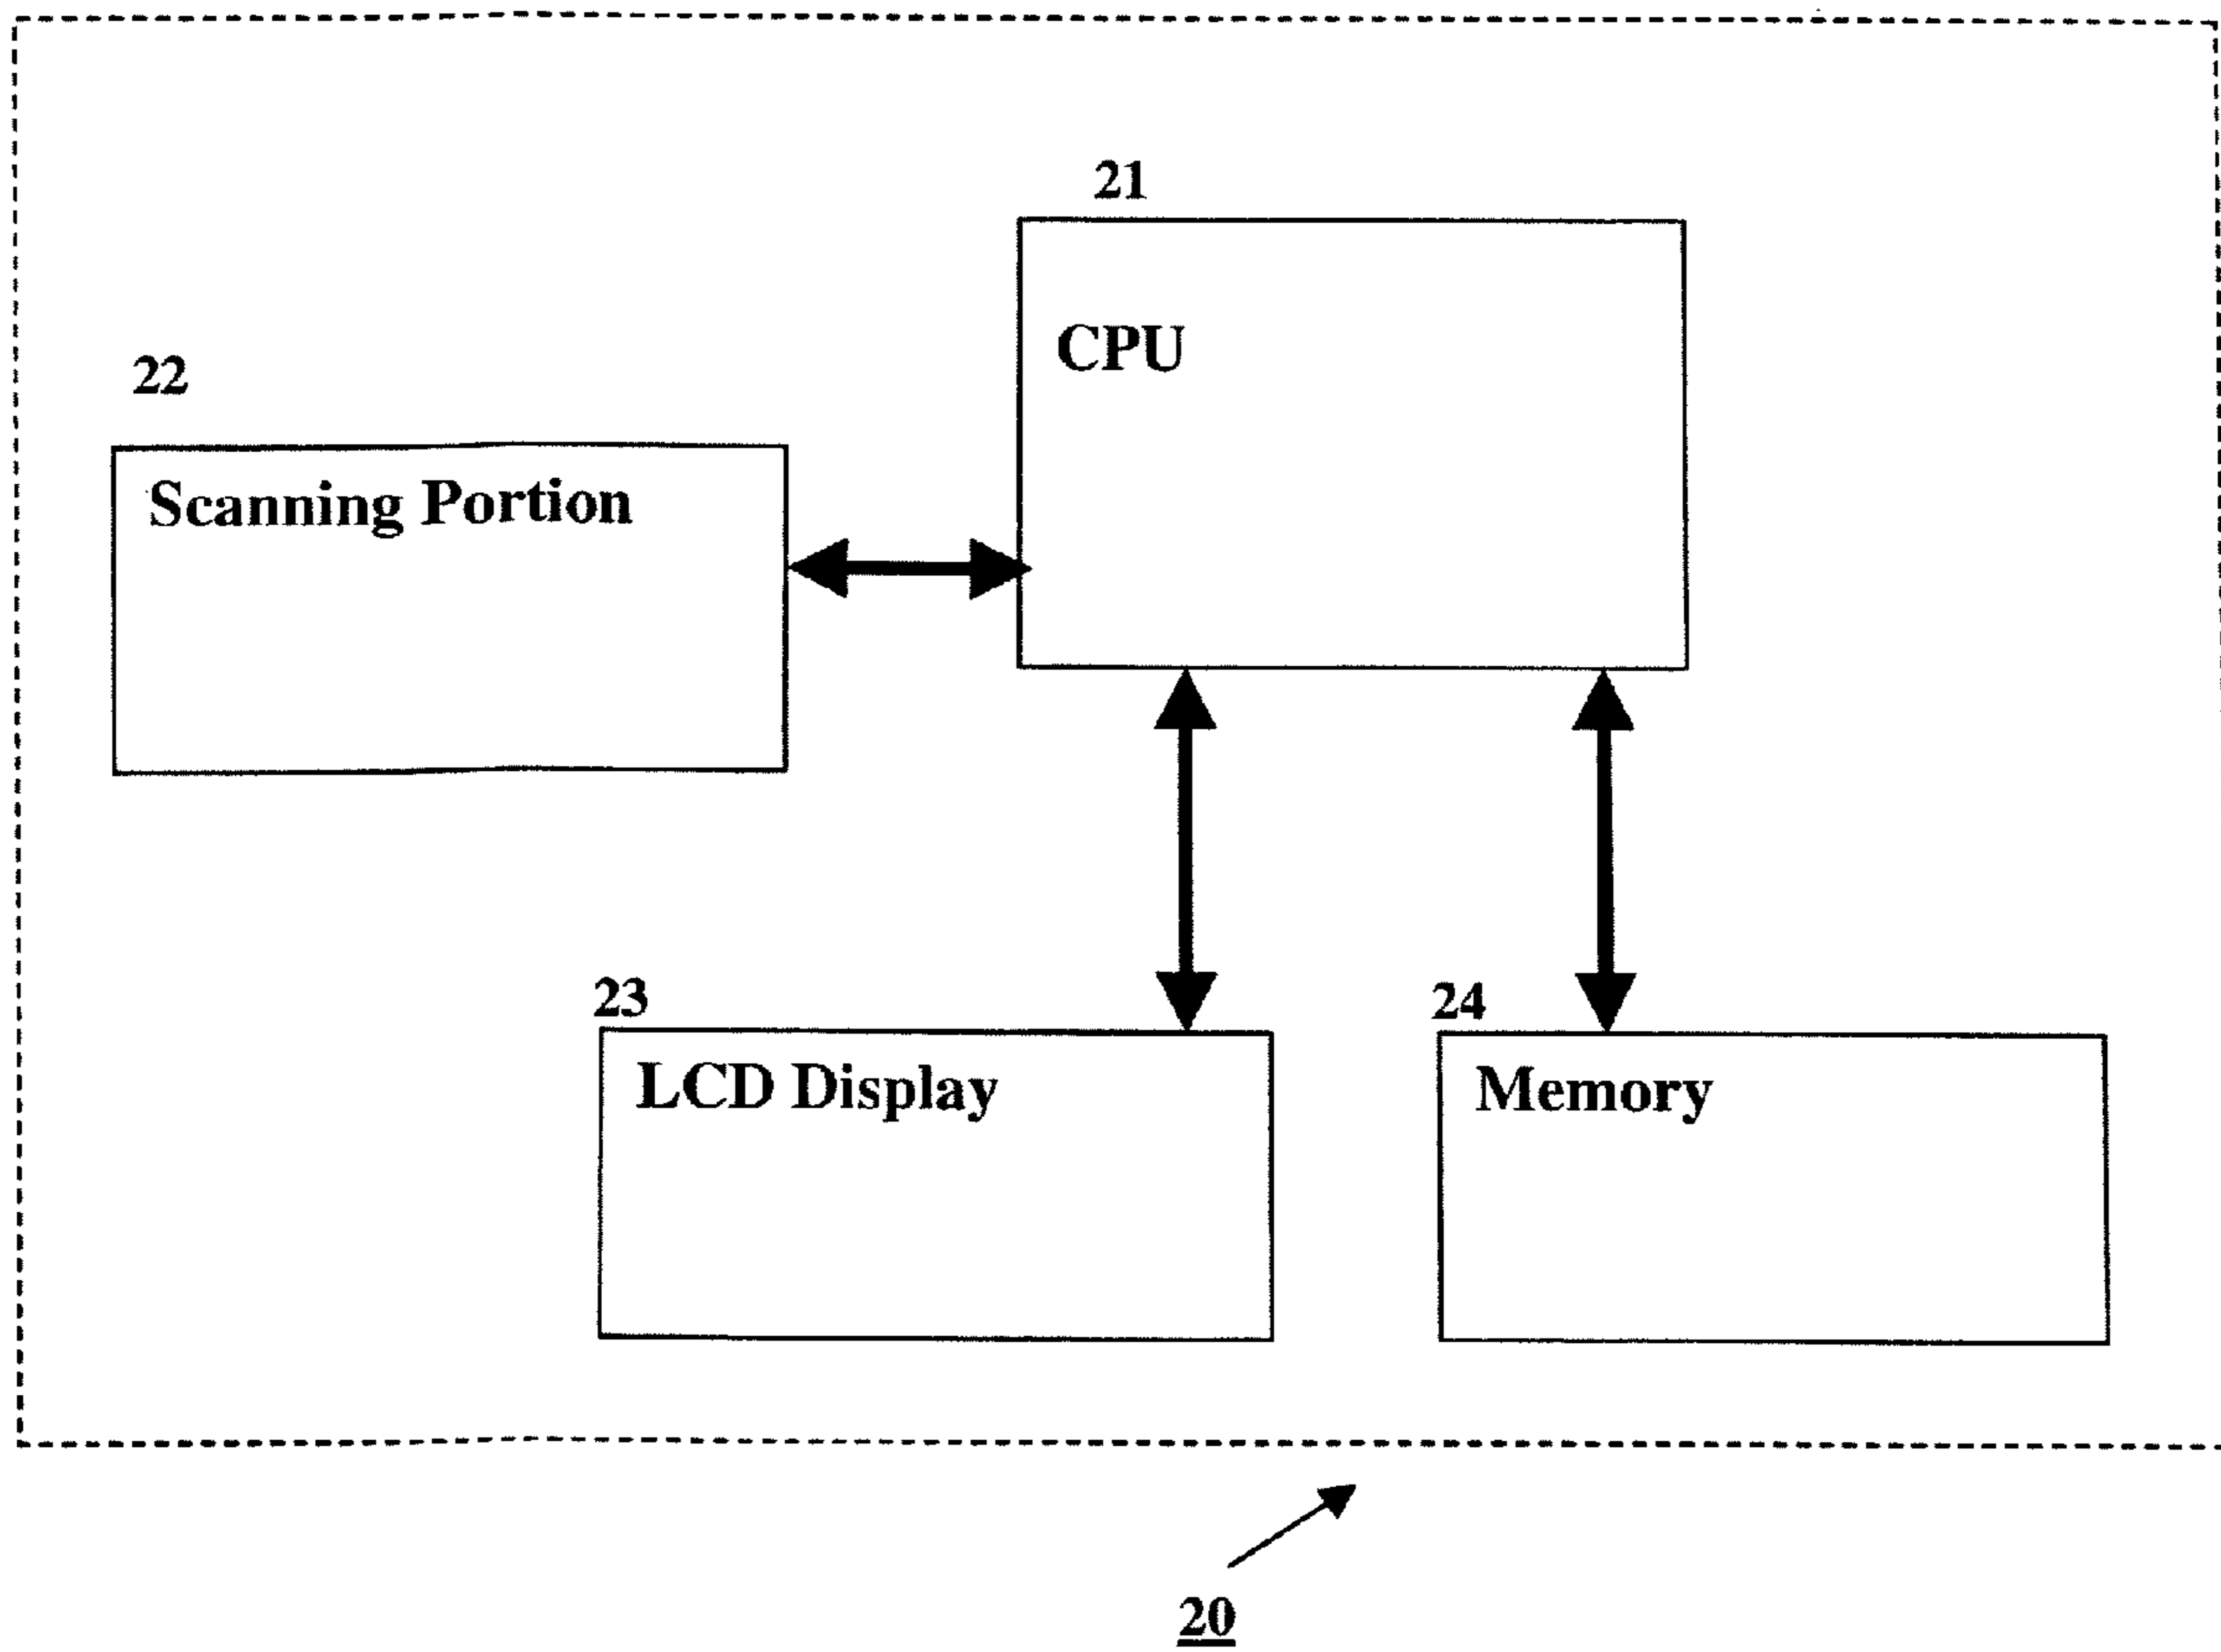 21
CPU
22
Scanning Portion
23
LCD Display
24
Memory
20